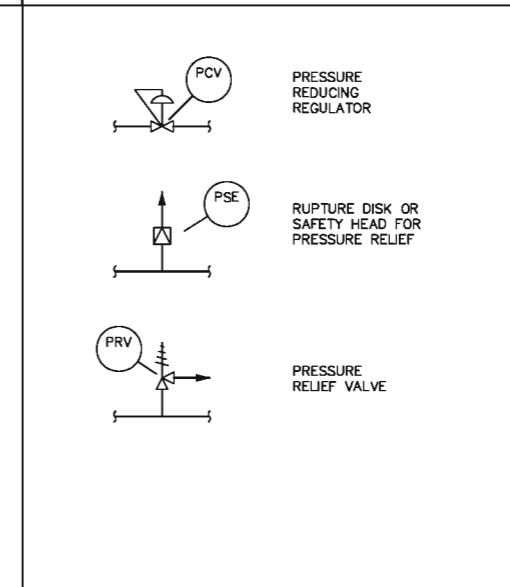 PCV
PRESSURE
REDUCING
REGULATOR
PSE
RUPTURE DISK OR
SAFETY HEAD FOR
PRESSURE RELIEF
PRV
PRESSURE
RELIEF VALVE